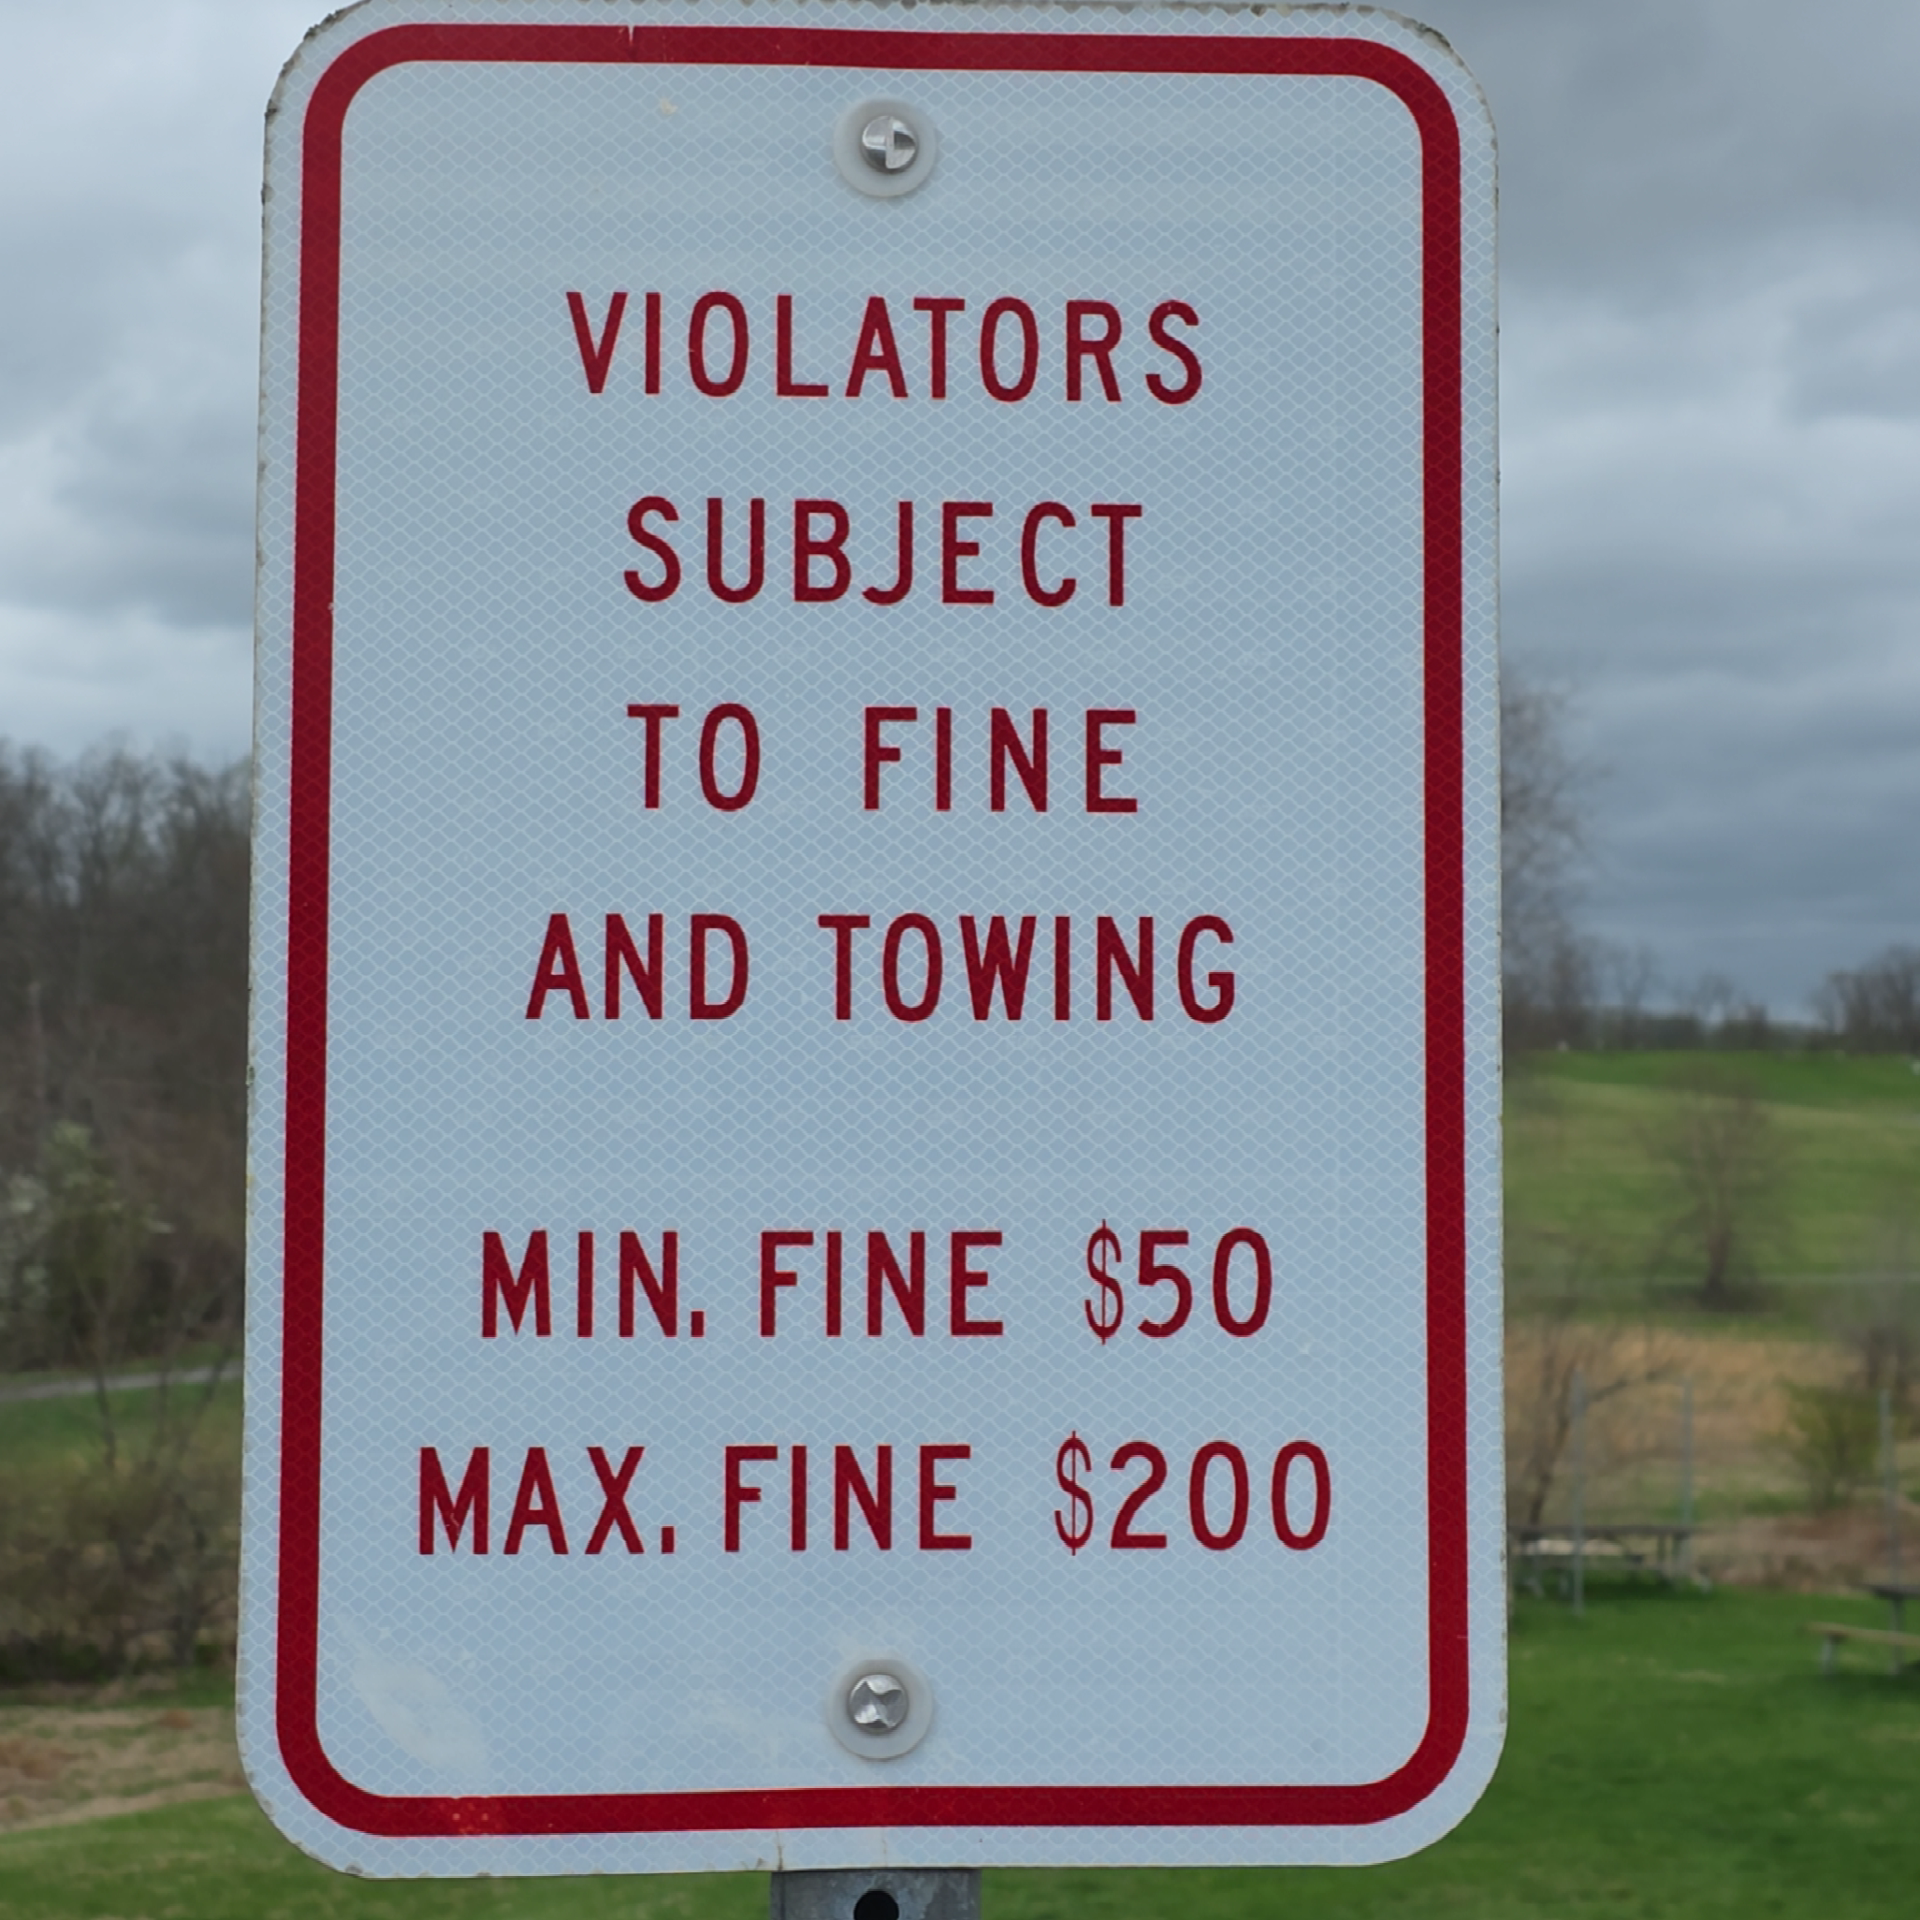 VIOLATORS
SUBJECT
TO FINE
AND TOWING
MIN. FINE $50
MAX. FINE $200